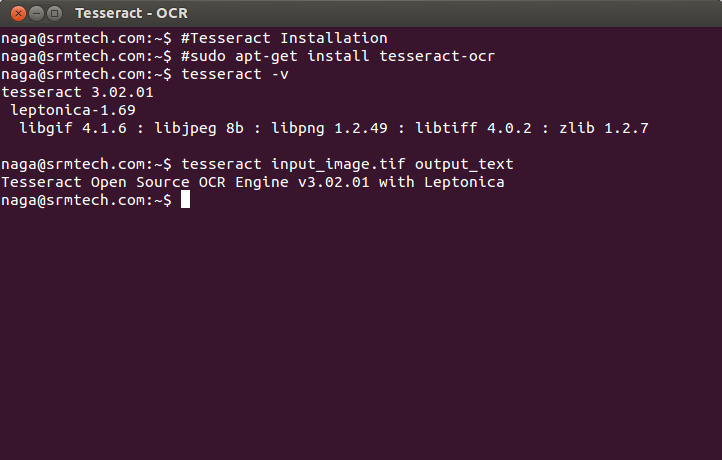 Tesseract - OCR
naga@srmtech.com:~$ #Tesseract Installation
naga@srmtech.com:~$ #sudo apt-get install tesseract-ocr
naga@srmtech.com:~$ tesseract -v
tesseract 3.02.01
 leptonica-1.69
  libgif 4.1.6 : libjpeg 8b : libpng 1.2.49 : libtiff 4.0.2 : zlib 1.2.7
naga@srmtech.com:~$ tesseract input_image.tif output_text
Tesseract Open Source OCR Engine v3.02.01 with Leptonica
naga@srmtech.com:~$